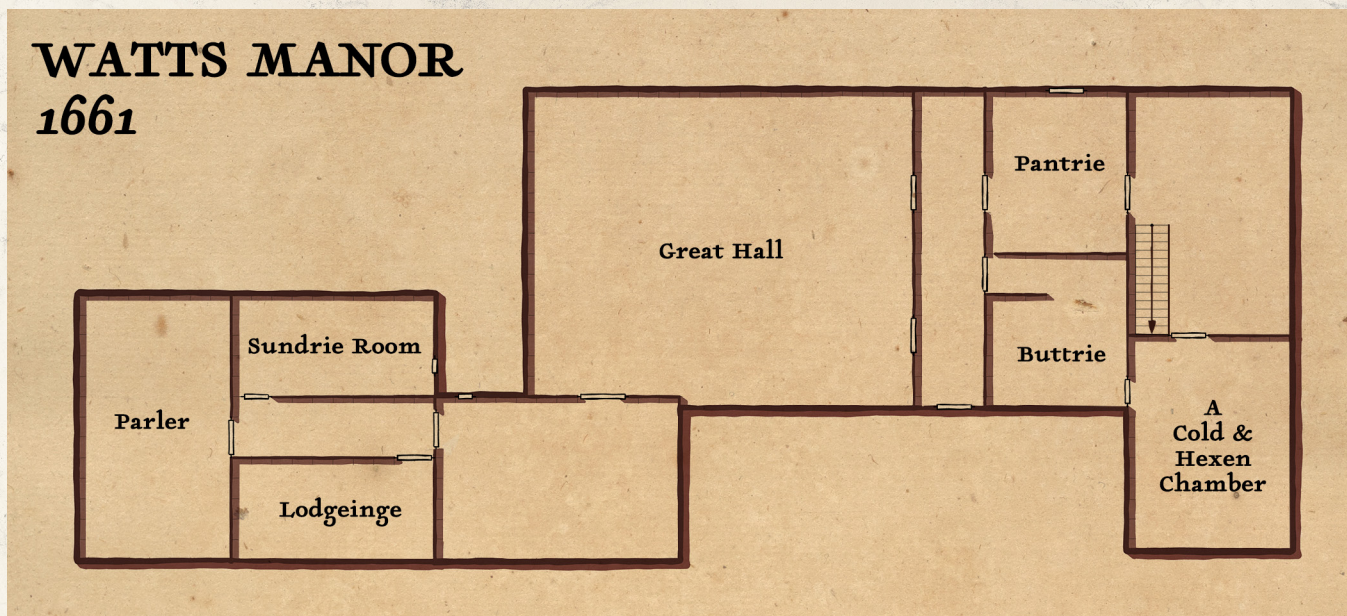 WATTS MANOR
1661
Pantrie
Great Hall
Sundrie Room
Buttrie
Parler
A
Cold &
Hexen
Chamber
Lodgeinge